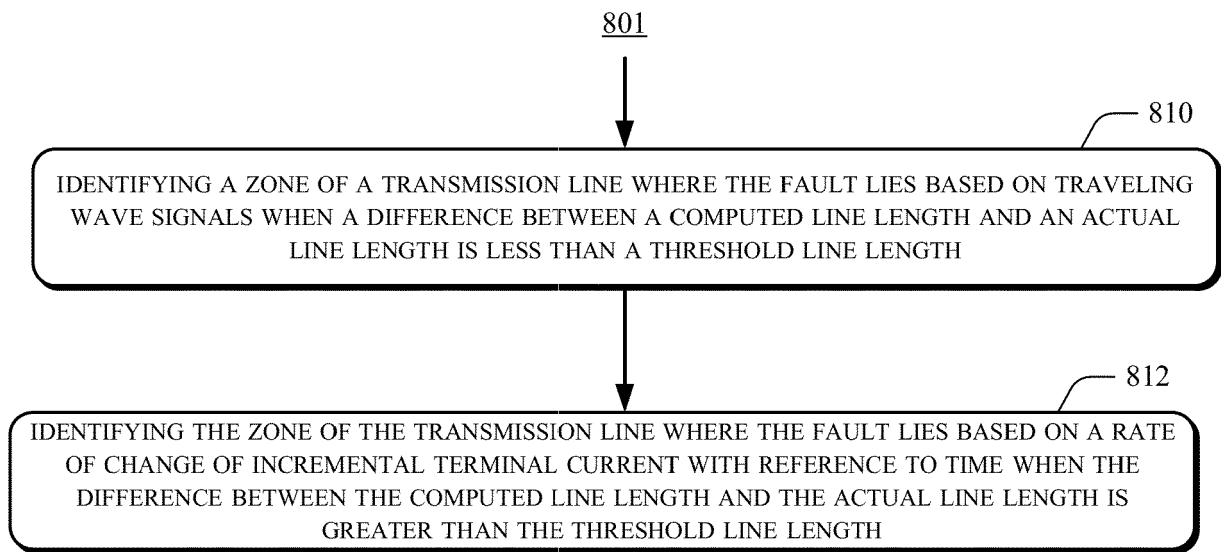 801
810
IDENTIFYING A ZONE OF A TRANSMISSION LINE WHERE THE FAULT LIES BASED ON TRAVELING
WAVE SIGNALS WHEN A DIFFERENCE BETWEEN A COMPUTED LINE LENGTH AND AN ACTUAL
LINE LENGTH IS LESS THAN A THRESHOLD LINE LENGTH
812
IDENTIFYING THE ZONE OF THE TRANSMISSION LINE WHERE THE FAULT LIES BASED ON A RATE
OF CHANGE OF INCREMENTAL TERMINAL CURRENT WITH REFERENCE TO TIME WHEN THE
DIFFERENCE BETWEEN THE COMPUTED LINE LENGTH AND THE ACTUAL LINE LENGTH IS
GREATER THAN THE THRESHOLD LINE LENGTH